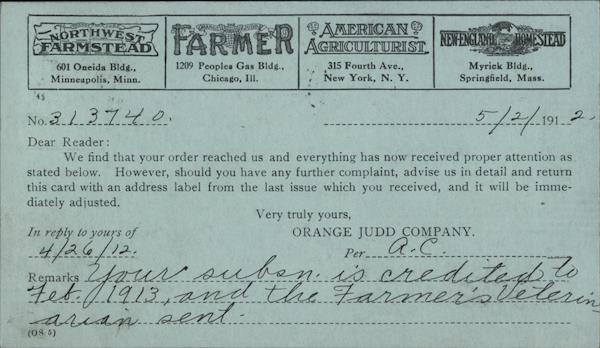 NORTHWEST FARMSTEAD
601 Oneida Bldg.,
Minneapolis, Minn.
FARMER
1209 Peoples Gas Bldg.,
Chicago, Ill.
AMERICAN AGRICULTURIST
315 Fourth Ave.,
New York, N. Y.
NEW-ENGLAND HOMESTEAD
Myrick Bldg.,
Springfield, Mass.
No. 313740. 5/2/1912.
Dear Reader:
We find that your order reached us and everything has now received proper attention as
stated below. However, should you have any further complaint, advise us in detail and return
this card with an address label from the last issue which you received, and it will be imme-
diately adjusted.
Very truly yours,
In reply to yours of ORANGE JUDD COMPANY.
4/26/12. Per A.C.
Remarks Your subsn. is credited to
Feb. 1913, and the Farmer's Veterin
arian sent.
(O S 5)